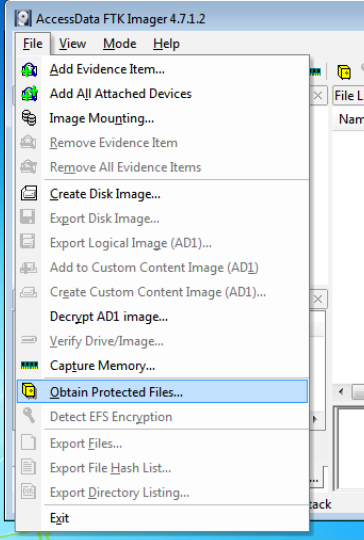 AccessData FTK Imager 4.7.1.2
File View Mode Help
Add Evidence Item...
Add All Attached Devices
File L
Image Mounting...
Nam
Remove Evidence Item
Remove All Evidence Items
Create Disk Image...
Export Disk Image...
Export Logical Image (AD1)...
Add to Custom Content Image (AD1)
Create Custom Content Image (AD1)...
Decrypt AD1 image...
Verify Drive/Image...
Capture Memory...
Obtain Protected Files...
Detect EFS Encryption
Export Files...
Export File Hash List...
Export Directory Listing...
tack
Exit